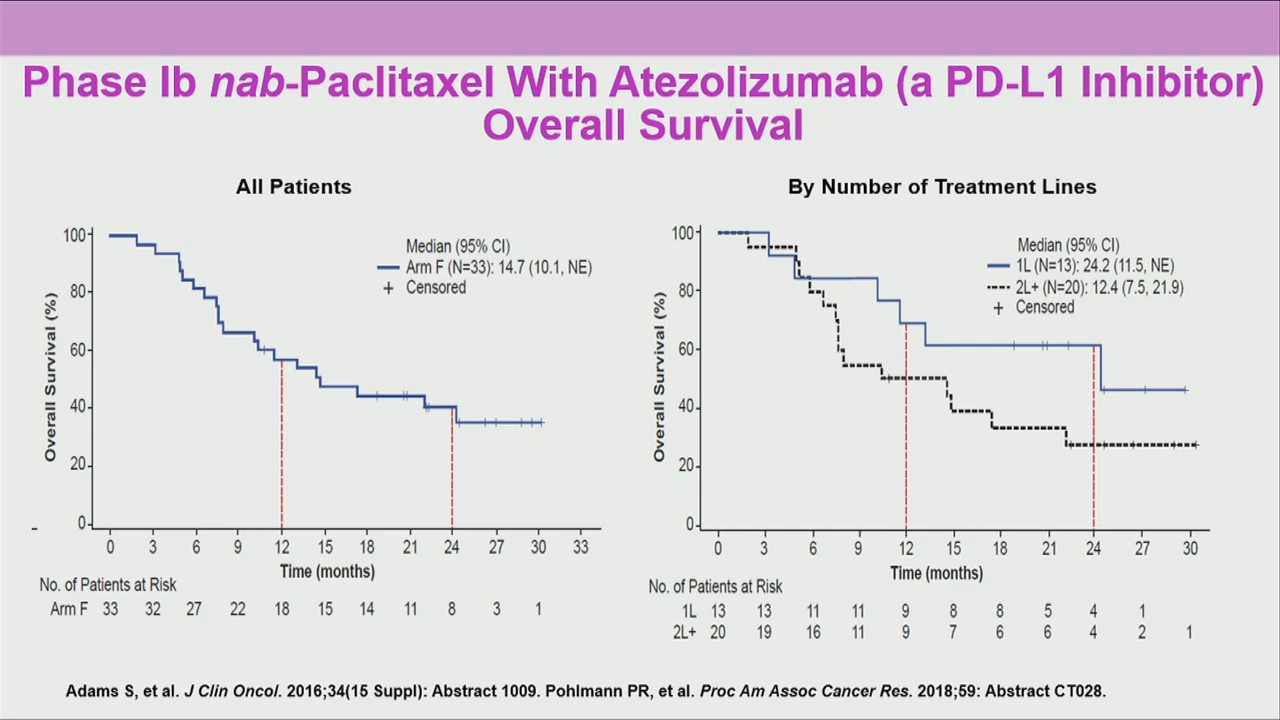 Phase Ib nab-Paclitaxel With Atezolizumab (a PD-L1 Inhibitor)
Overall Survival
All Patients
Overall Survival (%)
100
80
60
40
20
0
Median (95% CI)
Arm F (N=33): 14.7 (10.1, NE)
+ Censored
0 3 6 9 12 15 18 21 24 27 30 33
Time (months)
No. of Patients at Risk
Arm F 33 32 27 22 18 15 14 11 8 3 1
By Number of Treatment Lines
Overall Survival (%)
100
80
60
40
20
0
Median (95% CI)
1L (N=13): 24.2 (11.5, NE)
2L+ (N=20): 12.4 (7.5, 21.9)
+ Censored
0 3 6 9 12 15 18 21 24 27 30
Time (months)
No. of Patients at Risk
1L 13 13 11 11 9 8 8 5 4 1
2L+ 20 19 16 11 9 7 6 6 4 2 1
Adams S, et al. J Clin Oncol. 2016;34(15 Suppl): Abstract 1009. Pohlmann PR, et al. Proc Am Assoc Cancer Res. 2018;59: Abstract CT028.